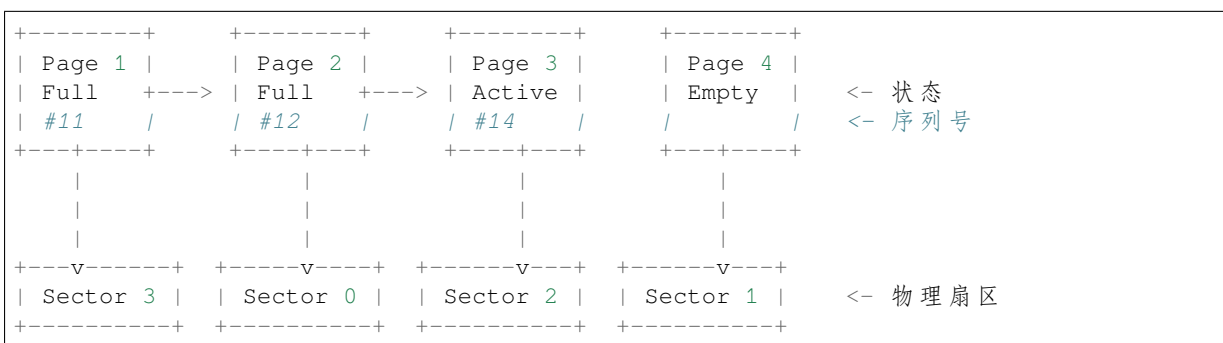 +--------+     +--------+     +--------+     +--------+
| Page 1 |     | Page 2 |     | Page 3 |     | Page 4 |
| Full   +---> | Full   +---> | Active |     | Empty  |   <- 状态
| #11    |     | #12    |     | #14    |     |        |   <- 序列号
+---+----+     +----+---+     +----+---+     +---+----+
    |               |              |             |
    |               |              |             |
    |               |              |             |
+---v------+  +-----v----+  +------v---+  +------v---+
| Sector 3 |  | Sector 0 |  | Sector 2 |  | Sector 1 |    <- 物理扇区
+----------+  +----------+  +----------+  +----------+